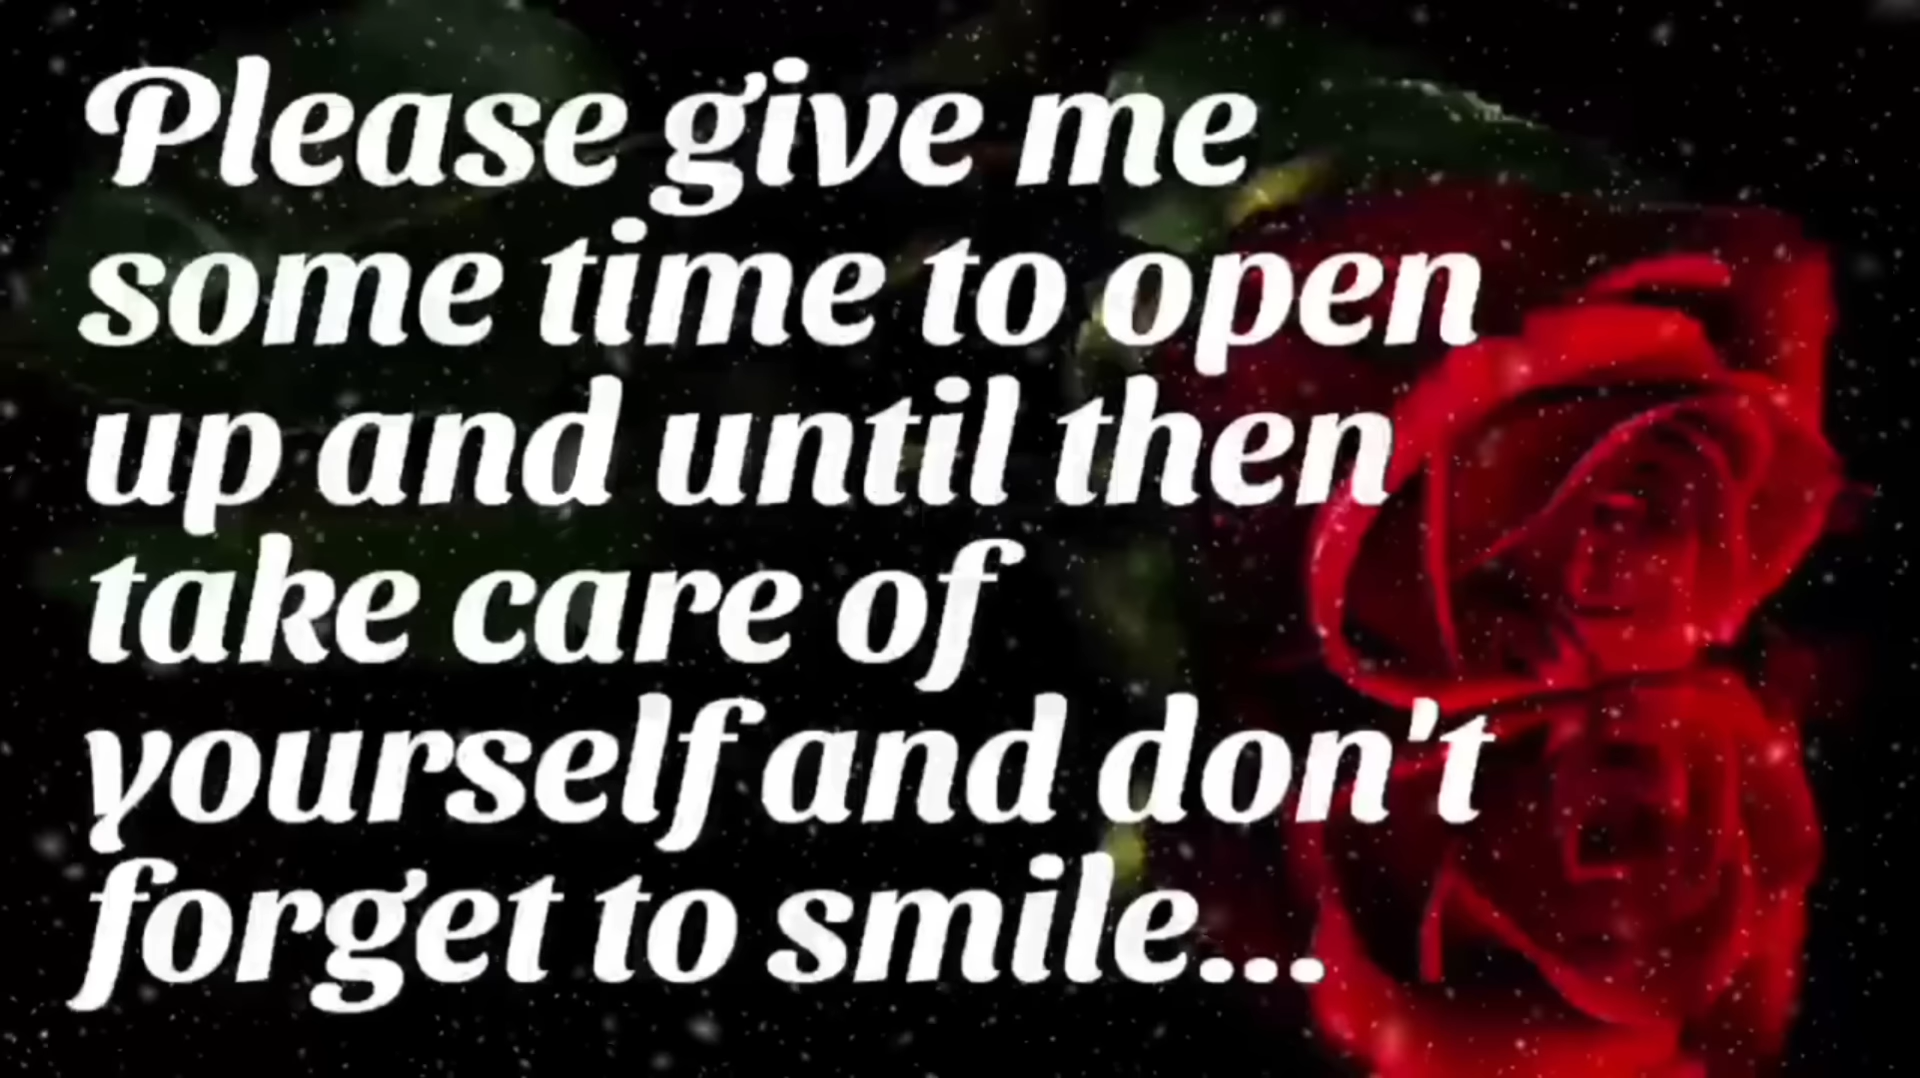 Please give me
some time to open
up and until then
take care of
yourself and don't
forget to smile...